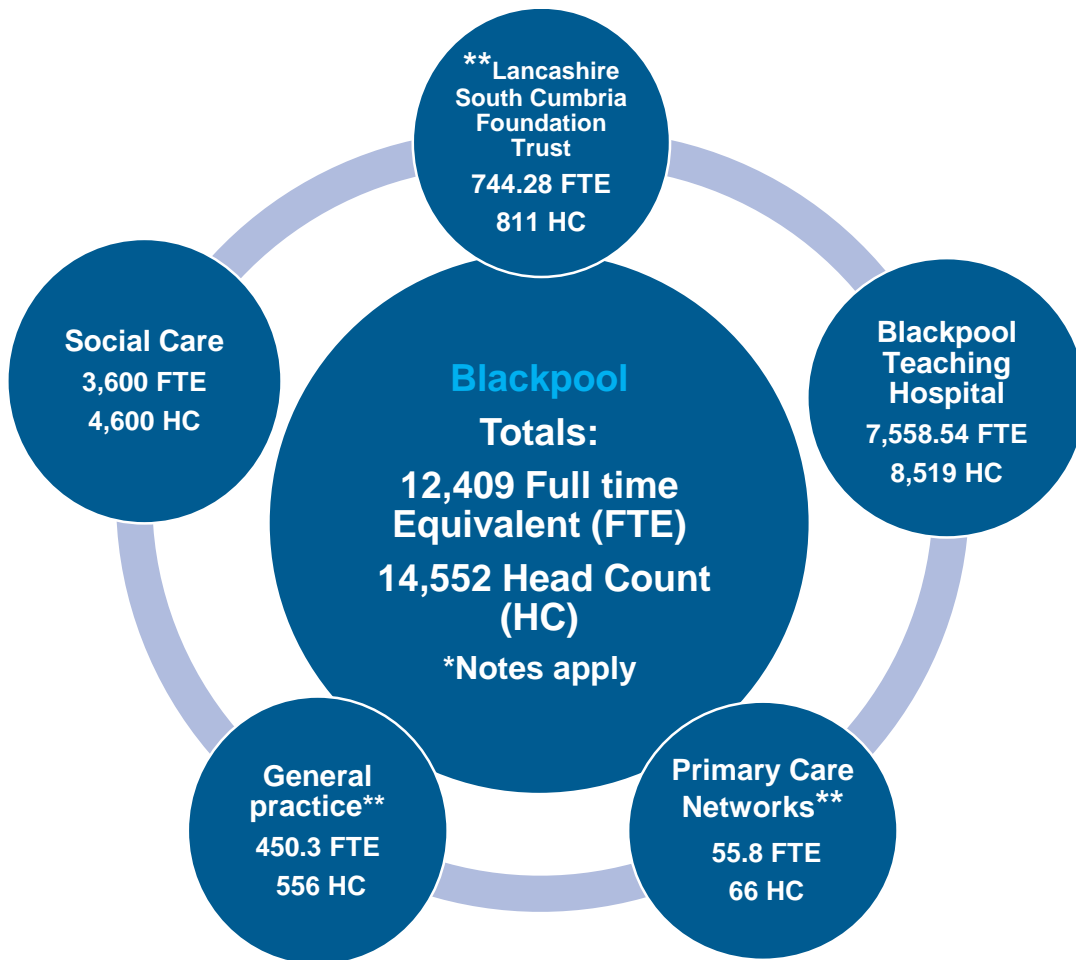 **Lancashire
South Cumbria
Foundation
Trust
744.28 FTE
811 HC
Blackpool
Teaching
Hospital
7,558.54 FTE
8,519 HC
Primary Care
Networks**
55.8 FTE
66 HC
General
practice**
450.3 FTE
556 HC
Social Care
3,600 FTE
4,600 HC
Blackpool
Totals:
12,409 Full time
Equivalent (FTE)
14,552 Head Count
(HC)
*Notes apply